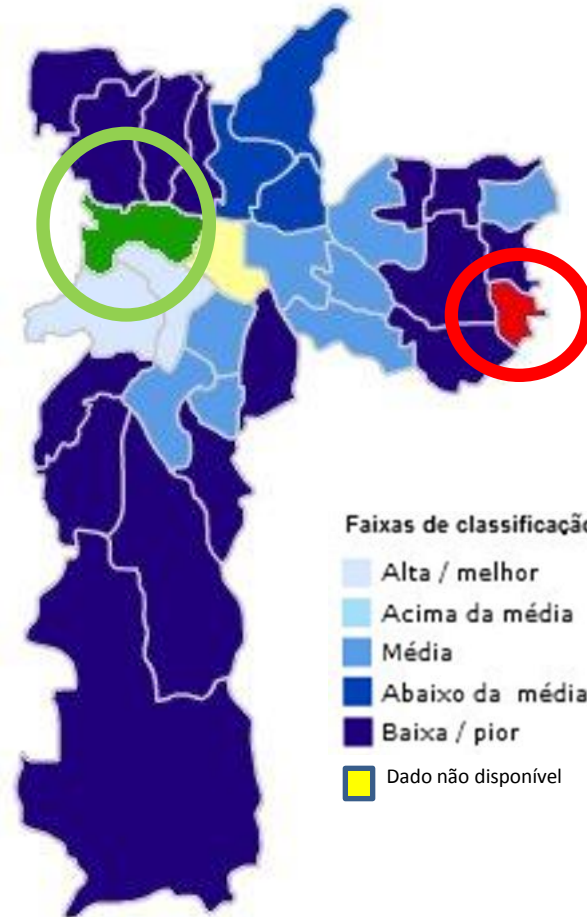 Faixas de classificação
Alta / melhor
Acima da média
Média
Abaixo da média
Baixa / pior
Dado não disponível